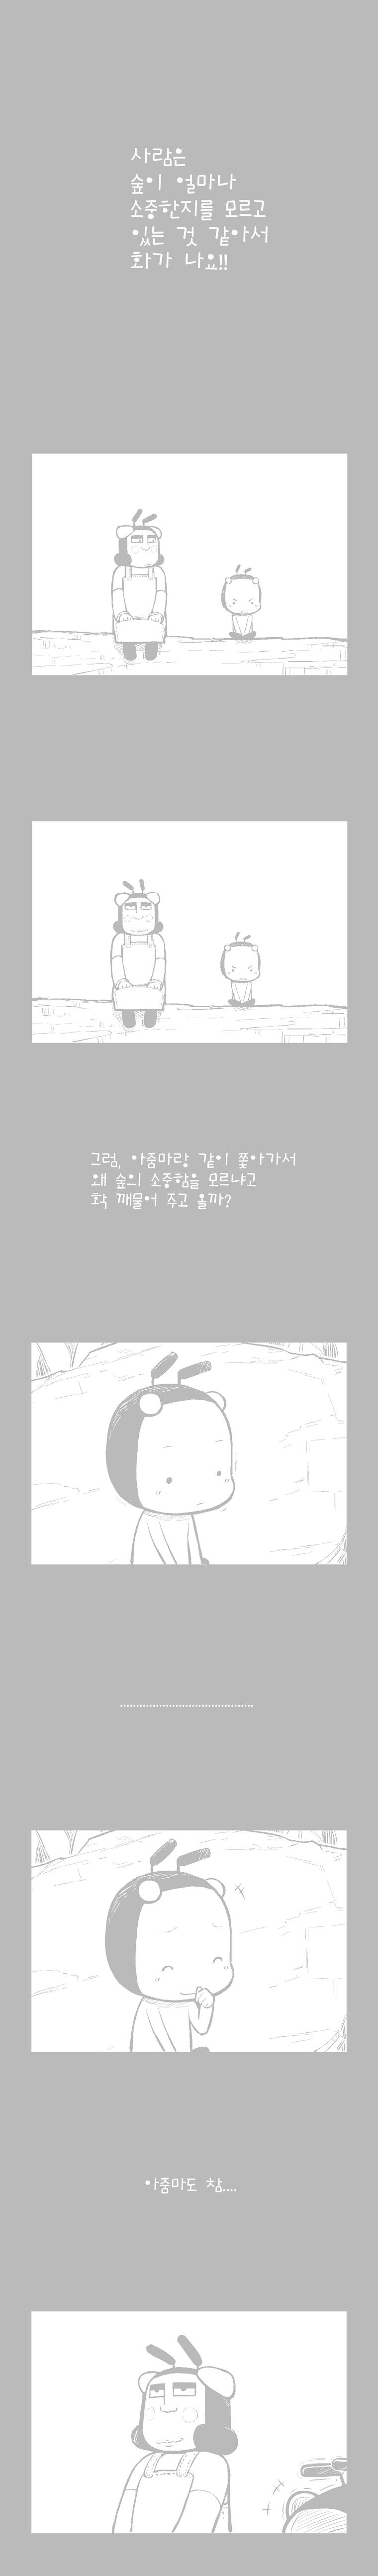 사람은
숲이 얼마나
소중한지를 모르고
있는 것 같아서
화가 나요!!
그럼, 아줌마랑 같이 쫓아가서
왜 숲의 소중함을 모르냐고
확 깨물어 주고 올까?
..........................................
아줌마도 참....